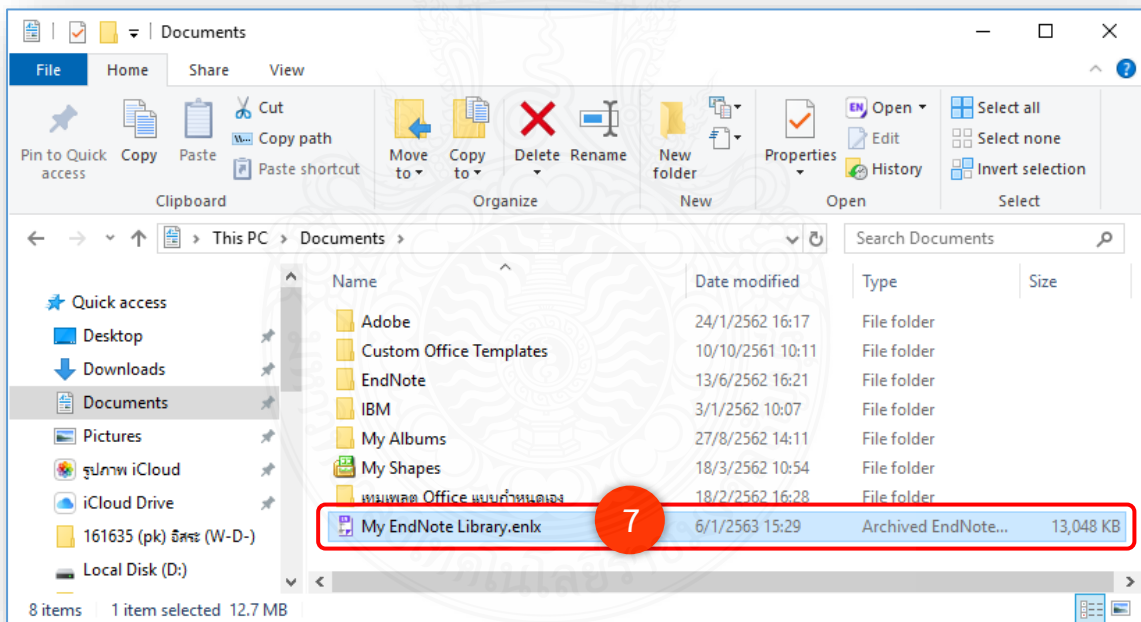 Documents
File Home Share View
Pin to Quick access Copy Paste Cut Copy path Paste shortcut
Move to Copy to Delete Rename New folder Properties Open Edit History Select all Select none Invert selection
Clipboard Organize New Open Select
This PC > Documents > Search Documents
Name Date modified Type Size
Quick access
Desktop
Downloads
Documents
Pictures
รูปภาพ iCloud
iCloud Drive
161635 (pk) อิสระ (W-D-)
Local Disk (D:)
Adobe 24/1/2562 16:17 File folder
Custom Office Templates 10/10/2561 10:11 File folder
EndNote 13/6/2562 16:21 File folder
IBM 3/1/2562 10:07 File folder
My Albums 27/8/2562 14:11 File folder
My Shapes 18/3/2562 10:54 File folder
เทมเพลต Office แบบกำหนดเอง 18/2/2562 16:28 File folder
My EndNote Library.enlx 7 6/1/2563 15:29 Archived EndNote... 13,048 KB
8 items 1 item selected 12.7 MB